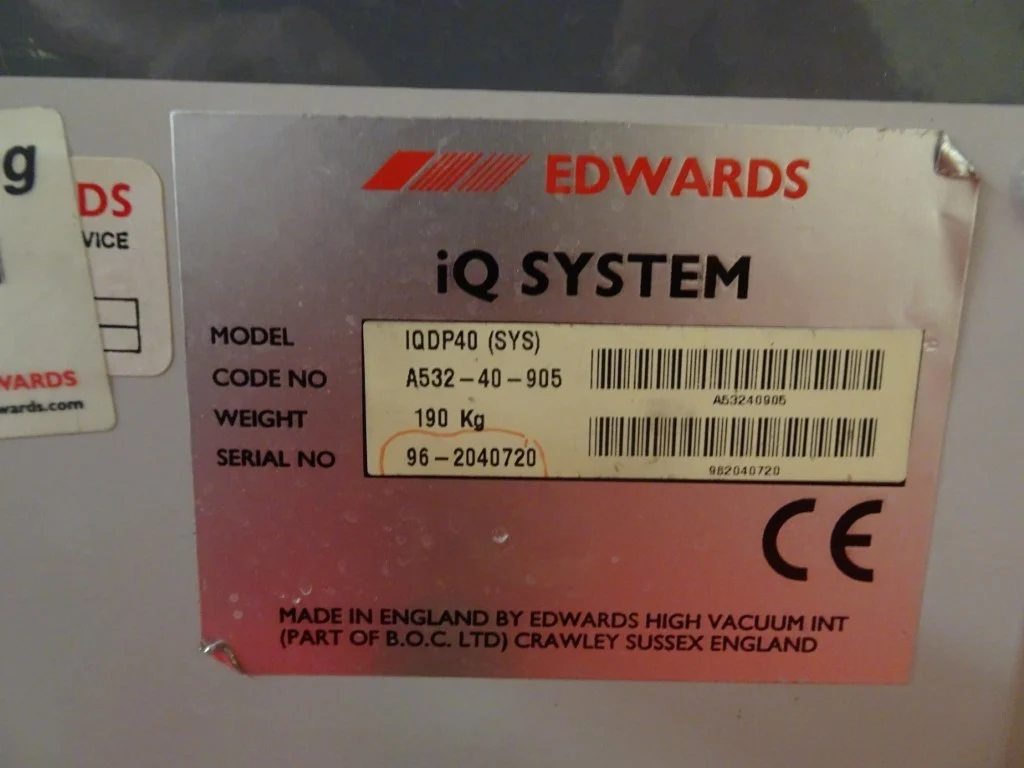 g
DS
VICE
WARDS
wards.com
EDWARDS
iQ SYSTEM
MODEL IQDP40 (SYS)
CODE NO A532-40-905
A53240905
WEIGHT 190 Kg
SERIAL NO 96-2040720
962040720
CE
MADE IN ENGLAND BY EDWARDS HIGH VACUUM INT
(PART OF B.O.C. LTD) CRAWLEY SUSSEX ENGLAND